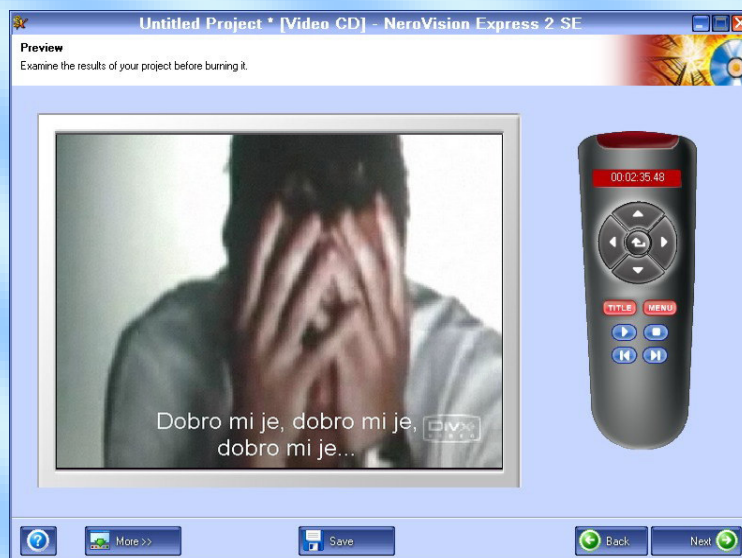 Untitled Project * [Video CD] - NeroVision Express 2 SE
Preview
Examine the results of your project before burning it.
00:02:35.48
TITLE MENU
Dobro mi je, dobro mi je,
dobro mi je...
DIVX
VIDEO
More >>
Save
Back
Next